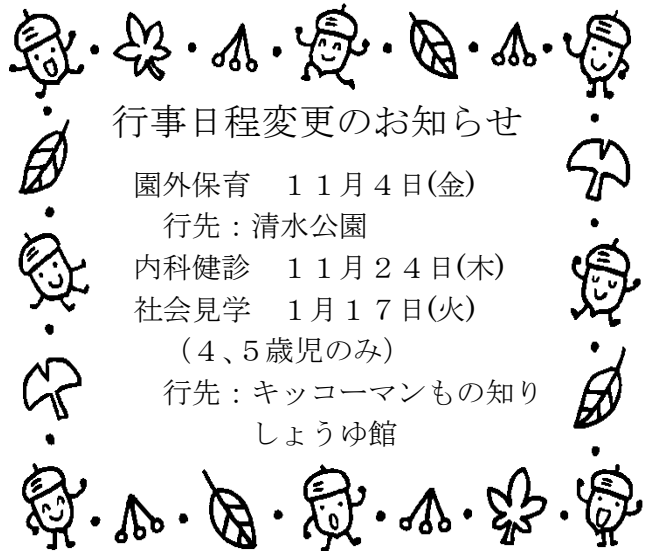 行事日程変更のお知らせ
園外保育　１１月４日(金)
行先：清水公園
内科健診　１１月２４日(木)
社会見学　１月１７日(火)
（４、５歳児のみ）
行先：キッコーマンもの知り
しょうゆ館